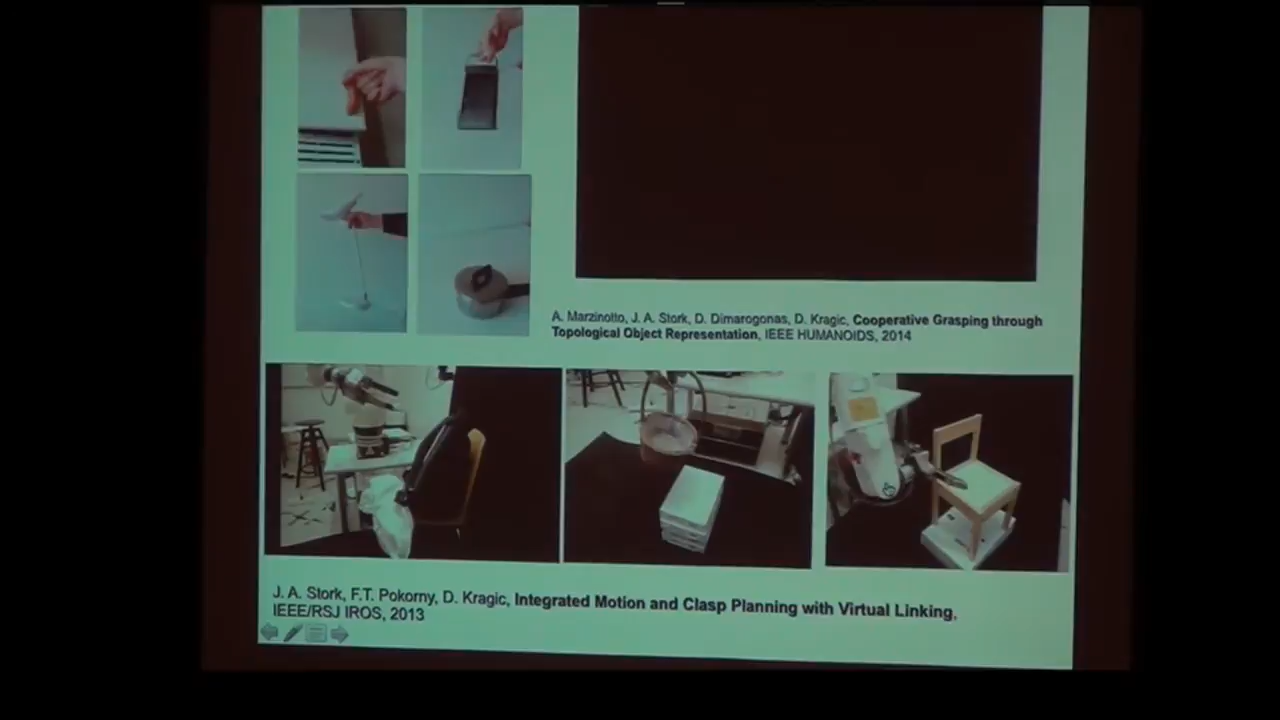 A. Marzinotto, J. A. Stork, D. Dimarogonas, D. Kragic, Cooperative Grasping through
Topological Object Representation, IEEE HUMANOIDS, 2014
J. A. Stork, F.T. Pokorny, D. Kragic, Integrated Motion and Clasp Planning with Virtual Linking,
IEEE/RSJ IROS, 2013